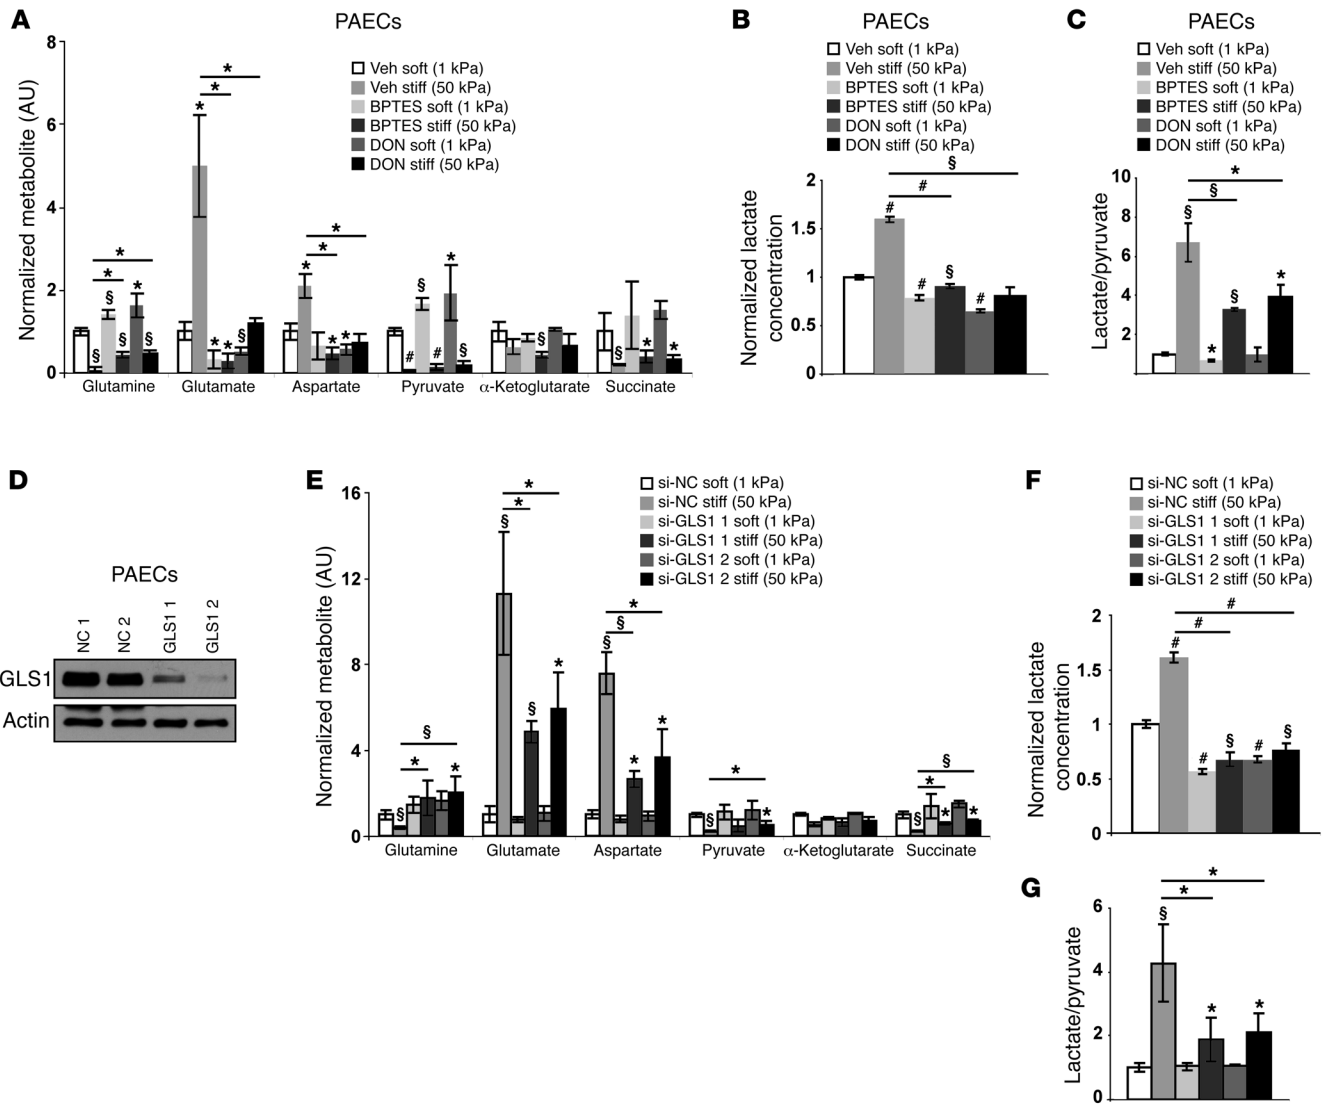 A
PAECs
Normalized metabolite (AU)
8
6
4
2
0
Veh soft (1 kPa)
Veh stiff (50 kPa)
BPTES soft (1 kPa)
BPTES stiff (50 kPa)
DON soft (1 kPa)
DON stiff (50 kPa)
* * * * * § § * § §
* * * § * * *
* § # * # § § § * *
Glutamine Glutamate Aspartate Pyruvate α-Ketoglutarate Succinate
B
PAECs
Veh soft (1 kPa)
Veh stiff (50 kPa)
BPTES soft (1 kPa)
BPTES stiff (50 kPa)
DON soft (1 kPa)
DON stiff (50 kPa)
Normalized lactate
concentration
2
1.5
1
0.5
0
§
#
# # § #
C
PAECs
Veh soft (1 kPa)
Veh stiff (50 kPa)
BPTES soft (1 kPa)
BPTES stiff (50 kPa)
DON soft (1 kPa)
DON stiff (50 kPa)
Lactate/pyruvate
10
8
6
4
2
*
§
§ * § *
D
PAECs
NC 1
NC 2
GLS1 1
GLS1 2
GLS1
Actin
E
Normalized metabolite (AU)
16
12
8
4
0
si-NC soft (1 kPa)
si-NC stiff (50 kPa)
si-GLS1 1 soft (1 kPa)
si-GLS1 1 stiff (50 kPa)
si-GLS1 2 soft (1 kPa)
si-GLS1 2 stiff (50 kPa)
§ * § *
* * § § *
* § § * *
* § * § * § * *
Glutamine Glutamate Aspartate Pyruvate α-Ketoglutarate Succinate
F
si-NC soft (1 kPa)
si-NC stiff (50 kPa)
si-GLS1 1 soft (1 kPa)
si-GLS1 1 stiff (50 kPa)
si-GLS1 2 soft (1 kPa)
si-GLS1 2 stiff (50 kPa)
Normalized lactate
concentration
2
1.5
1
0.5
0
#
#
# # § # §
G
Lactate/pyruvate
6
4
2
0
*
*
§ * *